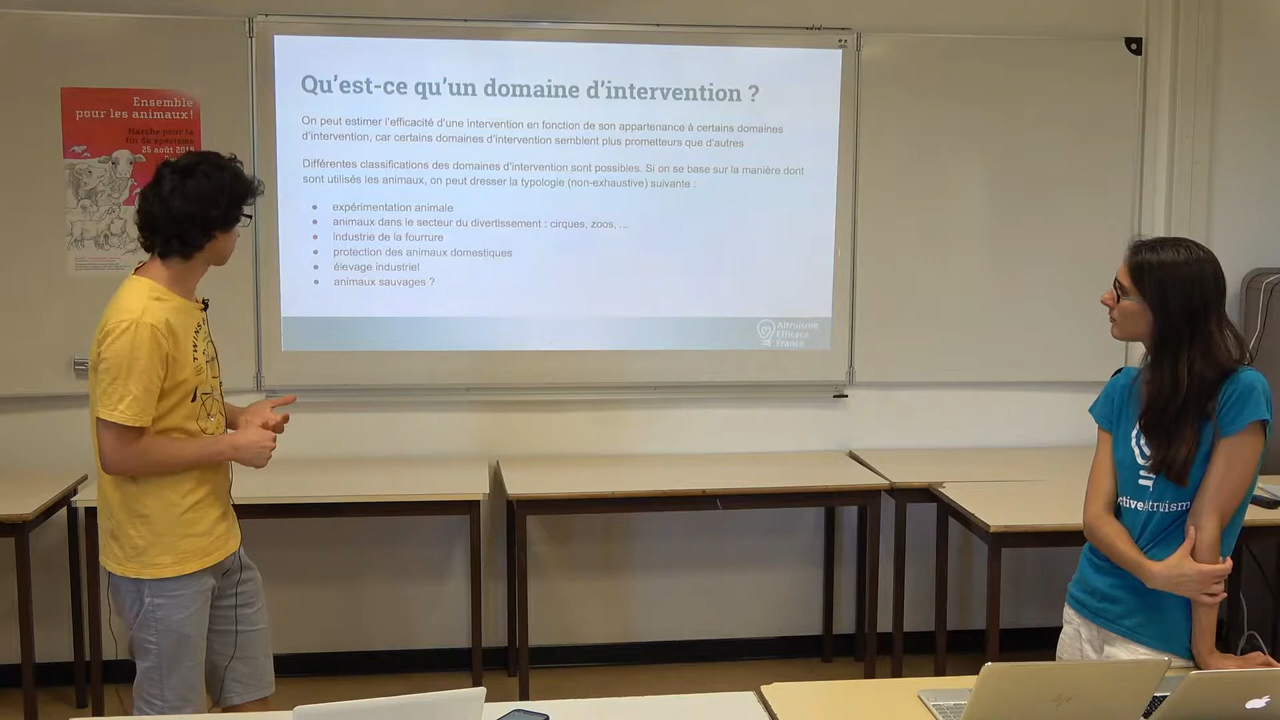 Ensemble
pour les animaux!
Marche pour la
fin du spécisme
25 août 201
Qu'est-ce qu'un domaine d'intervention ?
On peut estimer l'efficacité d'une intervention en fonction de son appartenance à certains domaines
d'intervention, car certains domaines d'intervention semblent plus prometteurs que d'autres
Différentes classifications des domaines d'intervention sont possibles. Si on se base sur la manière dont
sont utilisés les animaux, on peut dresser la typologie (non-exhaustive) suivante :
● expérimentation animale
● animaux dans le secteur du divertissement : cirques, zoos, ...
● industrie de la fourrure
● protection des animaux domestiques
● élevage industriel
● animaux sauvages ?
Altruisme
Efficace
France
TWINS
ctiveAltruism
hp